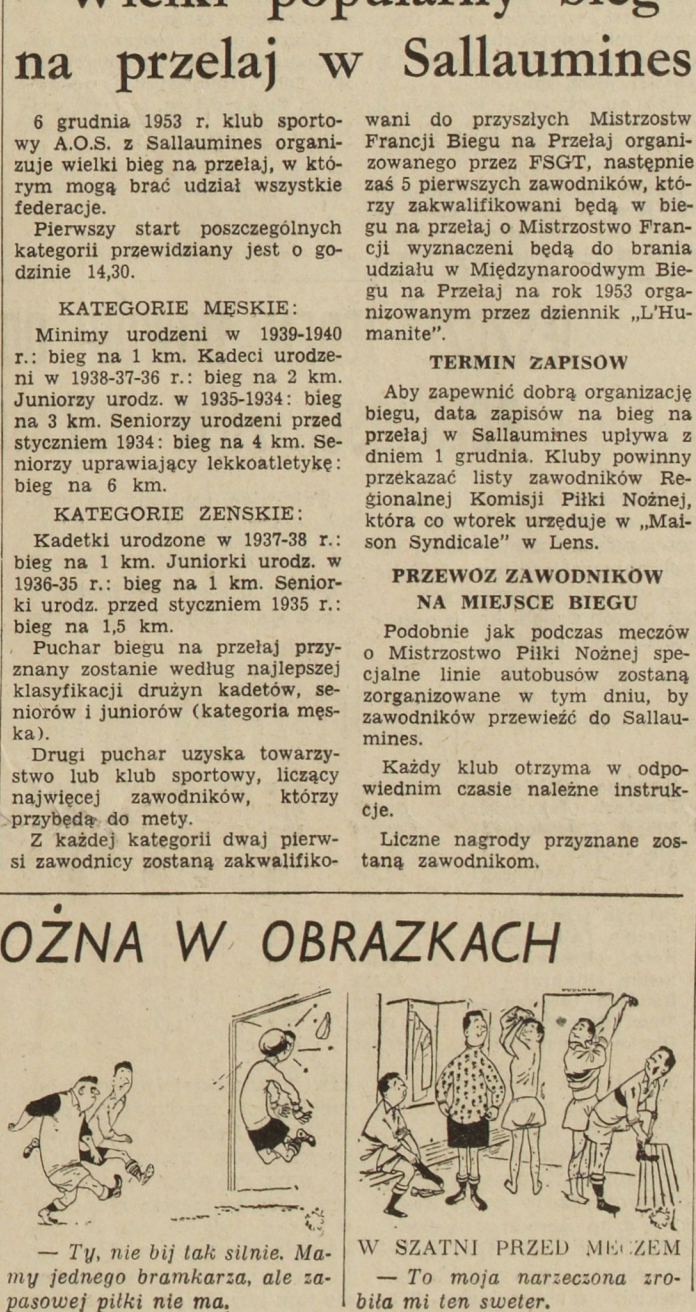 Wielki popularny bieg
na przełaj w Sallaumines
6 grudnia 1953 r. klub sporto-
wy A.O.S. z Sallaumines organi-
zuje wielki bieg na przełaj, w któ-
rym mogą brać udział wszystkie
federacje.
Pierwszy start poszczególnych
kategorii przewidziany jest o go-
dzinie 14,30.
KATEGORIE MĘSKIE:
Minimy urodzeni w 1939-1940
r.: bieg na 1 km. Kadeci urodze-
ni w 1938-37-36 r.: bieg na 2 km.
Juniorzy urodz. w 1935-1934: bieg
na 3 km. Seniorzy urodzeni przed
styczniem 1934: bieg na 4 km. Se-
niorzy uprawiający lekkoatletykę:
bieg na 6 km.
KATEGORIE ŻEŃSKIE:
Kadetki urodzone w 1937-38 r.:
bieg na 1 km. Juniorki urodz. w
1936-35 r.: bieg na 1 km. Senior-
ki urodz. przed styczniem 1935 r.:
bieg na 1,5 km.
Puchar biegu na przełaj przy-
znany zostanie według najlepszej
klasyfikacji drużyn kadetów, se-
niorów i juniorów (kategoria męs-
ka).
Drugi puchar uzyska towarzy-
stwo lub klub sportowy, liczący
najwięcej zawodników, którzy
przybędą do mety.
Z każdej kategorii dwaj pierw-
si zawodnicy zostaną zakwalifiko-
wani do przyszłych Mistrzostw
Francji Biegu na Przełaj organi-
zowanego przez FSGT, następnie
zaś 5 pierwszych zawodników, któ-
rzy zakwalifikowani będą w bie-
gu na przełaj o Mistrzostwo Fran-
cji wyznaczeni będą do brania
udziału w Międzynaroodwym Bie-
gu na Przełaj na rok 1953 orga-
nizowanym przez dziennik „L'Hu-
manite".
TERMIN ZAPISOW
Aby zapewnić dobrą organizację
biegu, data zapisów na bieg na
przełaj w Sallaumines upływa z
dniem 1 grudnia. Kluby powinny
przekazać listy zawodników Re-
gionalnej Komisji Piłki Nożnej,
która co wtorek urzęduje w „Mai-
son Syndicale" w Lens.
PRZEWOZ ZAWODNIKÓW
NA MIEJSCE BIEGU
Podobnie jak podczas meczów
o Mistrzostwo Piłki Nożnej spe-
cjalne linie autobusów zostaną
zorganizowane w tym dniu, by
zawodników przewieźć do Sallau-
mines.
Każdy klub otrzyma w odpo-
wiednim czasie należne instruk-
cje.
Liczne nagrody przyznane zos-
taną zawodnikom.
OŻNA W OBRAZKACH
— Ty, nie bij tak silnie. Ma-
my jednego bramkarza, ale za-
pasowej piłki nie ma.
W SZATNI PRZED MECZEM
— To moja narzeczona zro-
biła mi ten sweter.